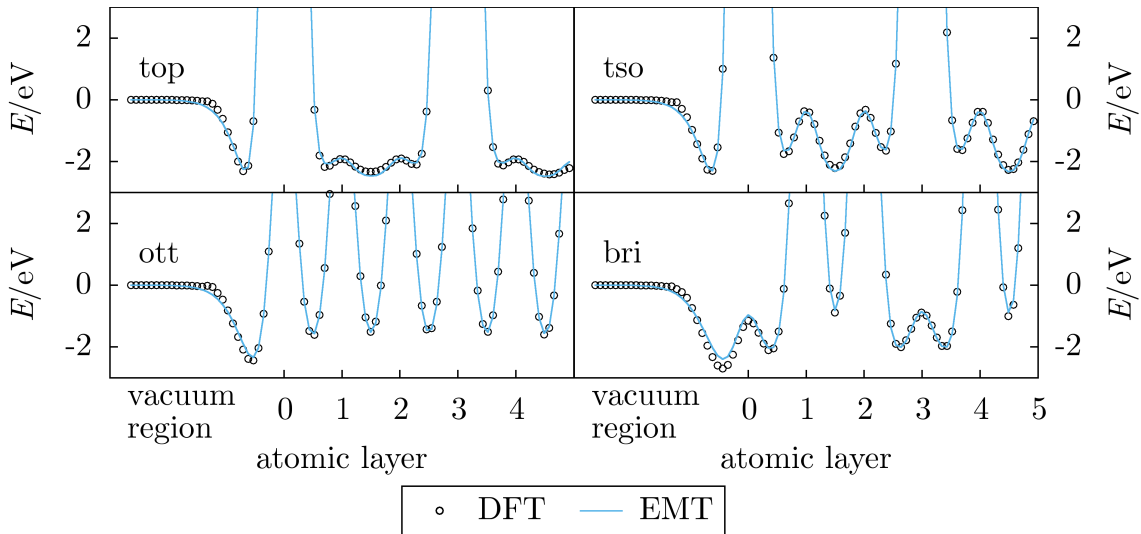 2
0
-2
E/eV
top
tso
2
0
-2
E/eV
2
0
-2
E/eV
ott
bri
2
0
-2
E/eV
vacuum
region
0 1 2 3 4
atomic layer
vacuum
region
0 1 2 3 4 5
atomic layer
DFT EMT